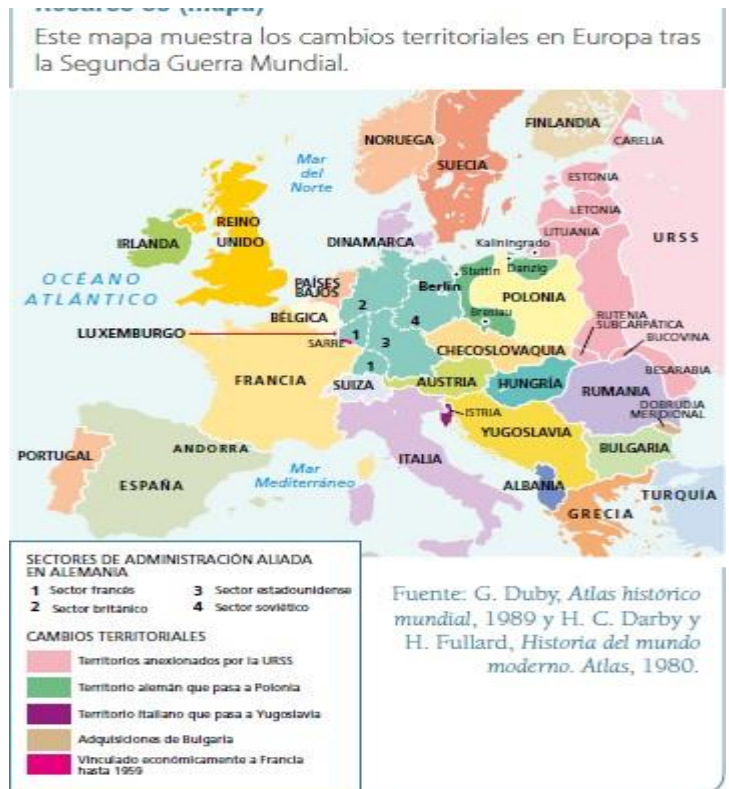 Este mapa muestra los cambios territoriales en Europa tras
la Segunda Guerra Mundial.
FINLANDIA
NORUEGA
CARELIA
Mar
del
Norte
SUECIA
ESTONIA
LETONIA
REINO
UNIDO
LITUANIA
IRLANDA
DINAMARCA
Kaliningrado
URSS
Stuttin
Danzig
OCÉANO
ATLÁNTICO
PAÍSES
BAJOS
Berlín
2
POLONIA
BÉLGICA
4
Breslau
LUXEMBURGO
1
3
RUTENIA
SUBCARPÁTICA
SARRE
BUCOVINA
CHECOSLOVAQUIA
1
BESARABIA
FRANCIA
SUIZA
AUSTRIA
HUNGRÍA
RUMANIA
DOBRUDJA
MERIDIONAL
ISTRIA
YUGOSLAVIA
ANDORRA
BULGARIA
PORTUGAL
ITALIA
Mar
Mediterráneo
ESPAÑA
ALBANIA
TURQUÍA
GRECIA
SECTORES DE ADMINISTRACIÓN ALIADA
EN ALEMANIA
1 Sector francés
3 Sector estadounidense
2 Sector británico
4 Sector soviético
CAMBIOS TERRITORIALES
Territorios anexionados por la URSS
Territorio alemán que pasa a Polonia
Territorio italiano que pasa a Yugoslavia
Adquisiciones de Bulgaria
Vinculado económicamente a Francia
hasta 1959
Fuente: G. Duby, Atlas histórico
mundial, 1989 y H. C. Darby y
H. Fullard, Historia del mundo
moderno. Atlas, 1980.